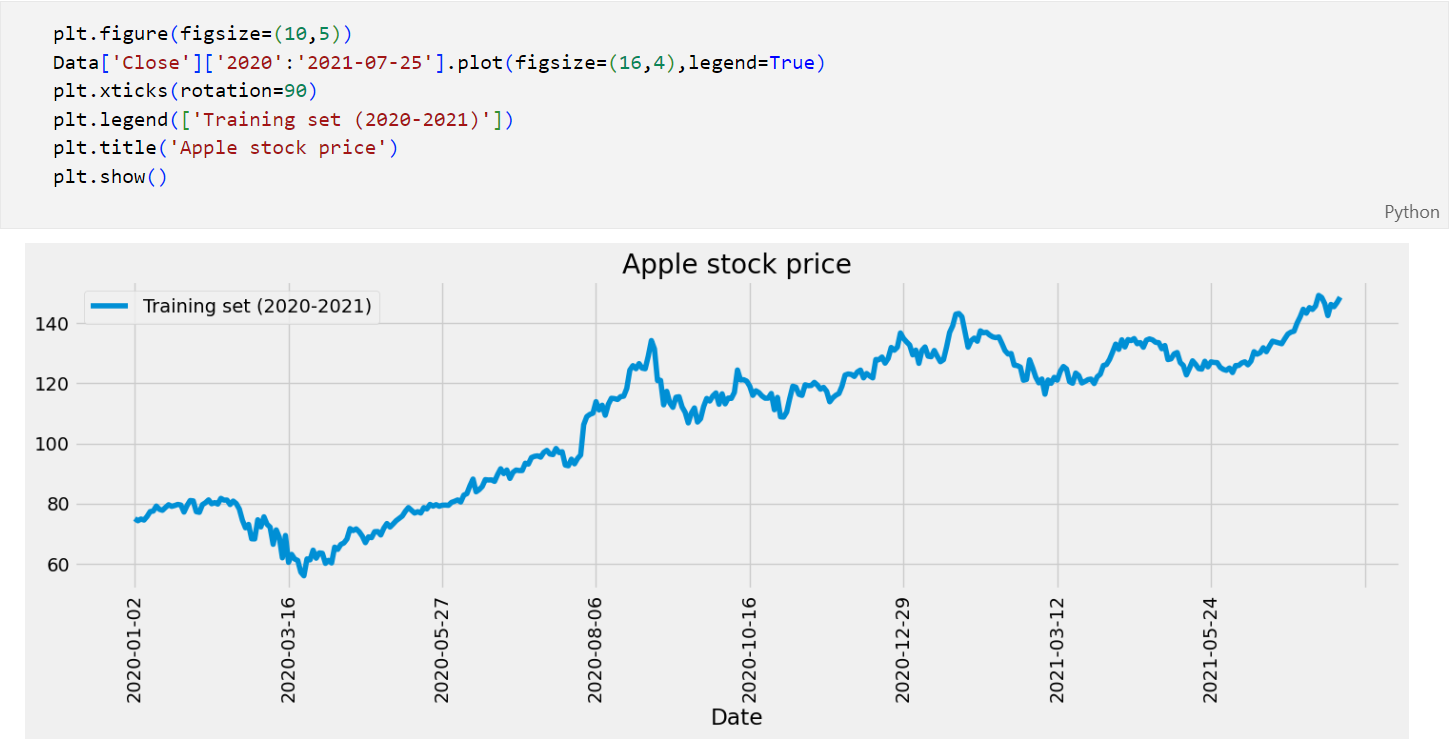 plt.figure(figsize=(10,5))
Data['Close']['2020':'2021-07-25'].plot(figsize=(16,4),legend=True)
plt.xticks(rotation=90)
plt.legend(['Training set (2020-2021)'])
plt.title('Apple stock price')
plt.show()
Python
Apple stock price
Training set (2020-2021)
140
120
100
80
60
2020-01-02
2020-03-16
2020-05-27
2020-08-06
2020-10-16
2020-12-29
2021-03-12
2021-05-24
Date